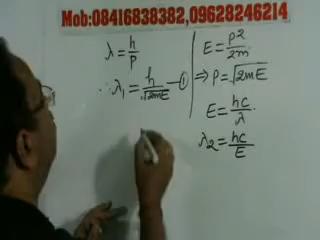 Mob:08416838382,09628246214
λ = h/P
∴ λ₁ = h/√2mE —①
E = P²/2m
⇒ P = √2mE
E = hc/λ
λ₂ = hc/E